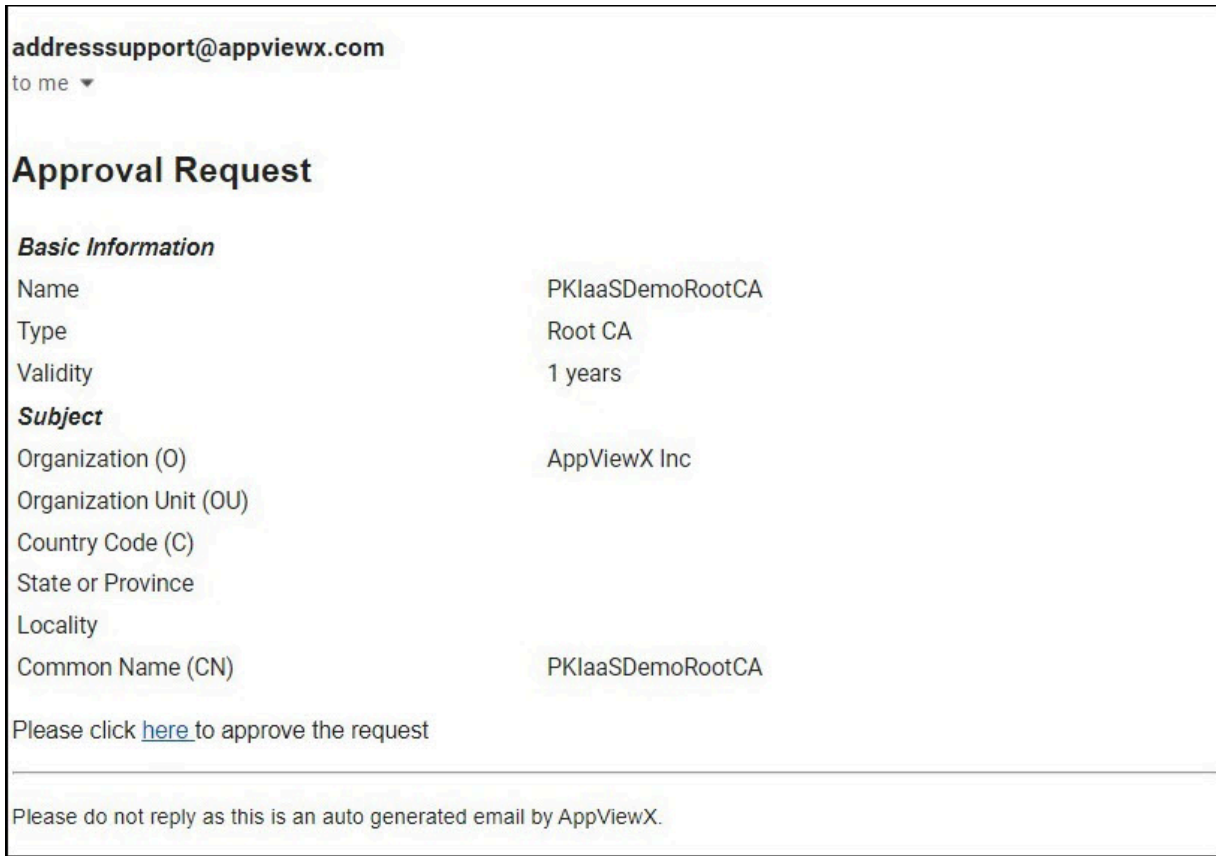 addresssupport@appviewx.com
to me
Approval Request
Basic Information
Name PKIaaSDemoRootCA
Type Root CA
Validity 1 years
Subject
Organization (O) AppViewX Inc
Organization Unit (OU)
Country Code (C)
State or Province
Locality
Common Name (CN) PKIaaSDemoRootCA
Please click here to approve the request
Please do not reply as this is an auto generated email by AppViewX.